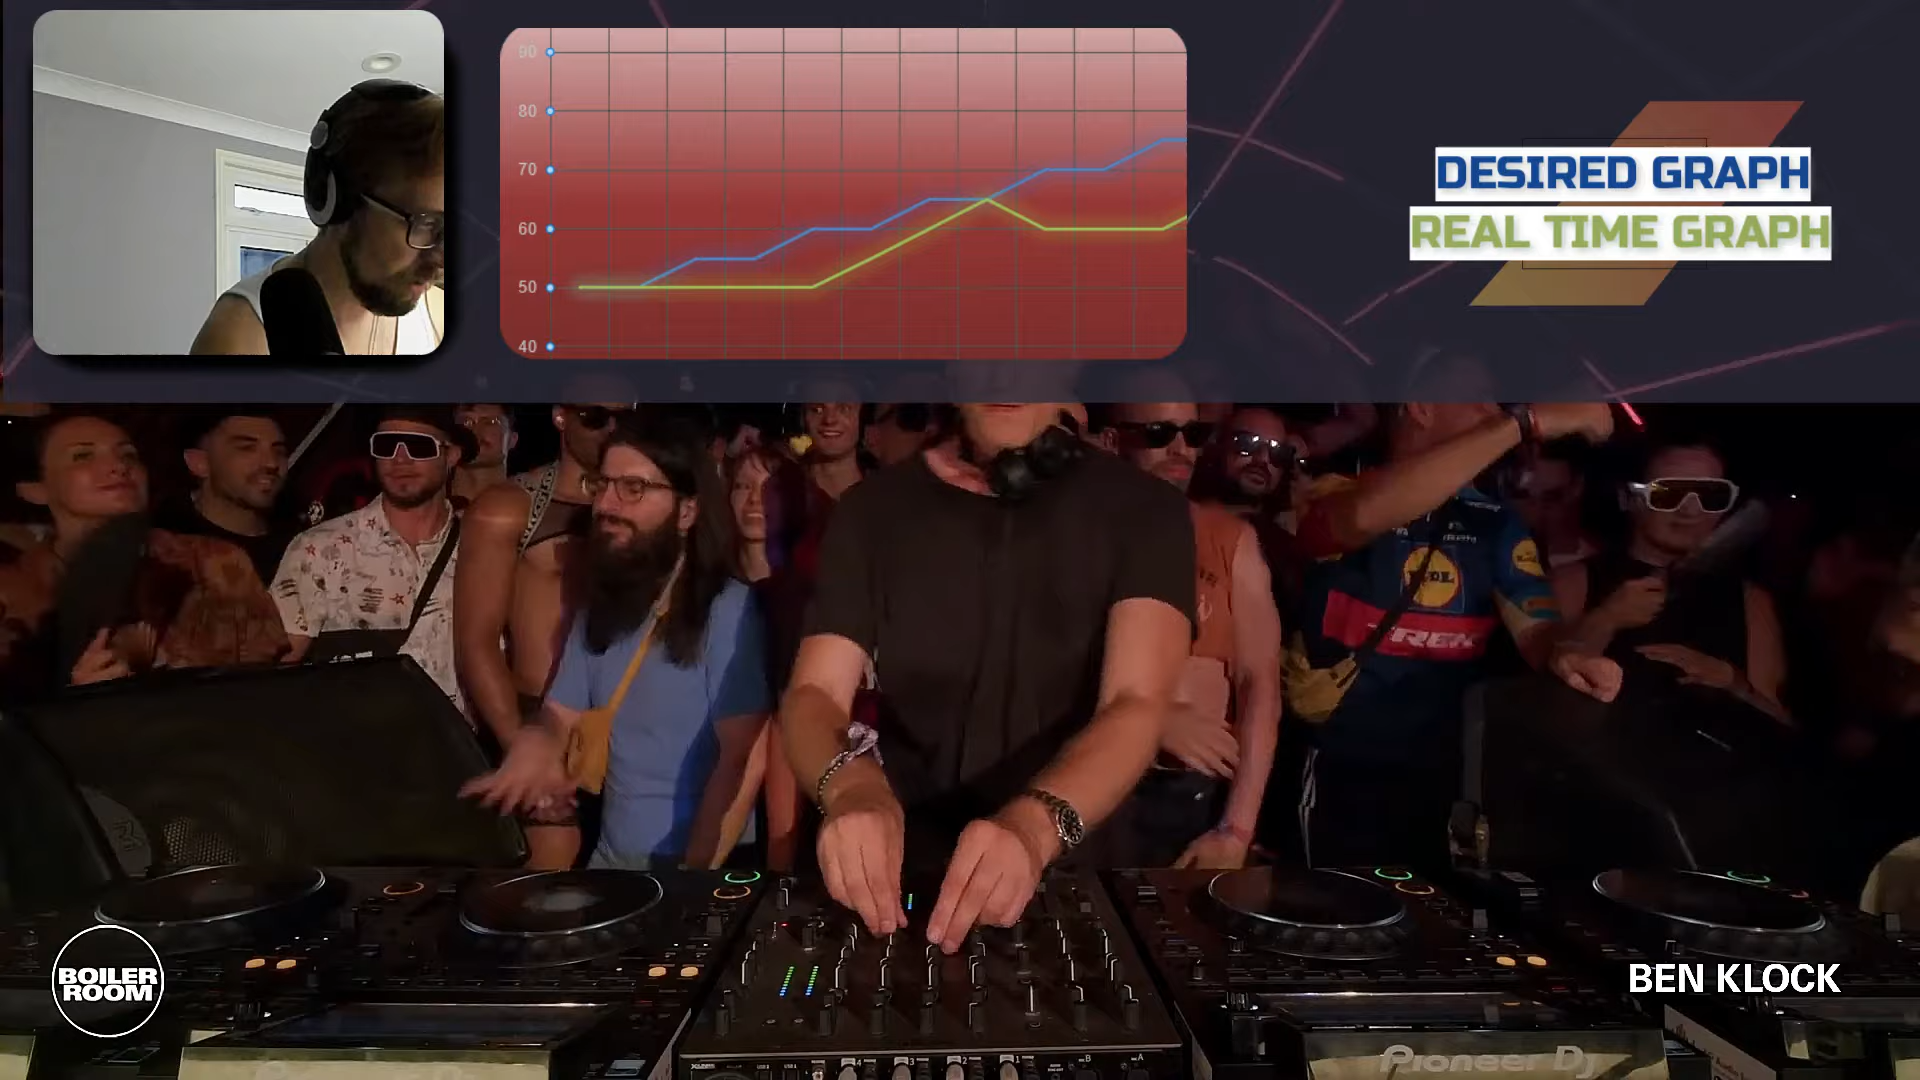 90
80
70
60
50
40
DESIRED GRAPH
REAL TIME GRAPH
LIDL
TREK
BOILER
ROOM
BEN KLOCK
Pioneer Dj